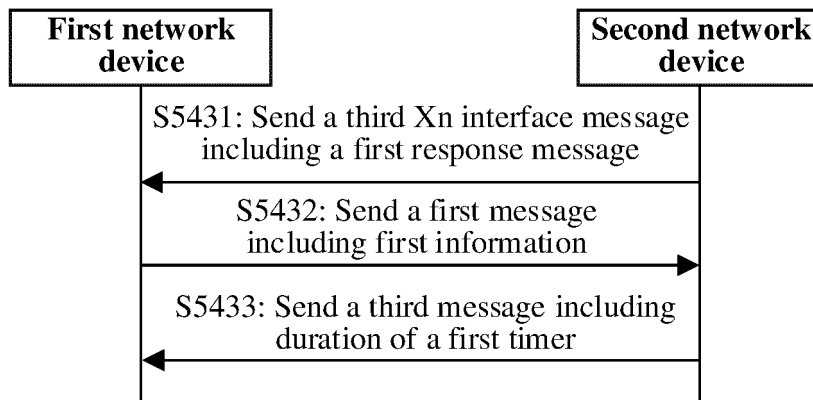 First network
device
Second network
device
S5431: Send a third Xn interface message
including a first response message
S5432: Send a first message
including first information
S5433: Send a third message including
duration of a first timer